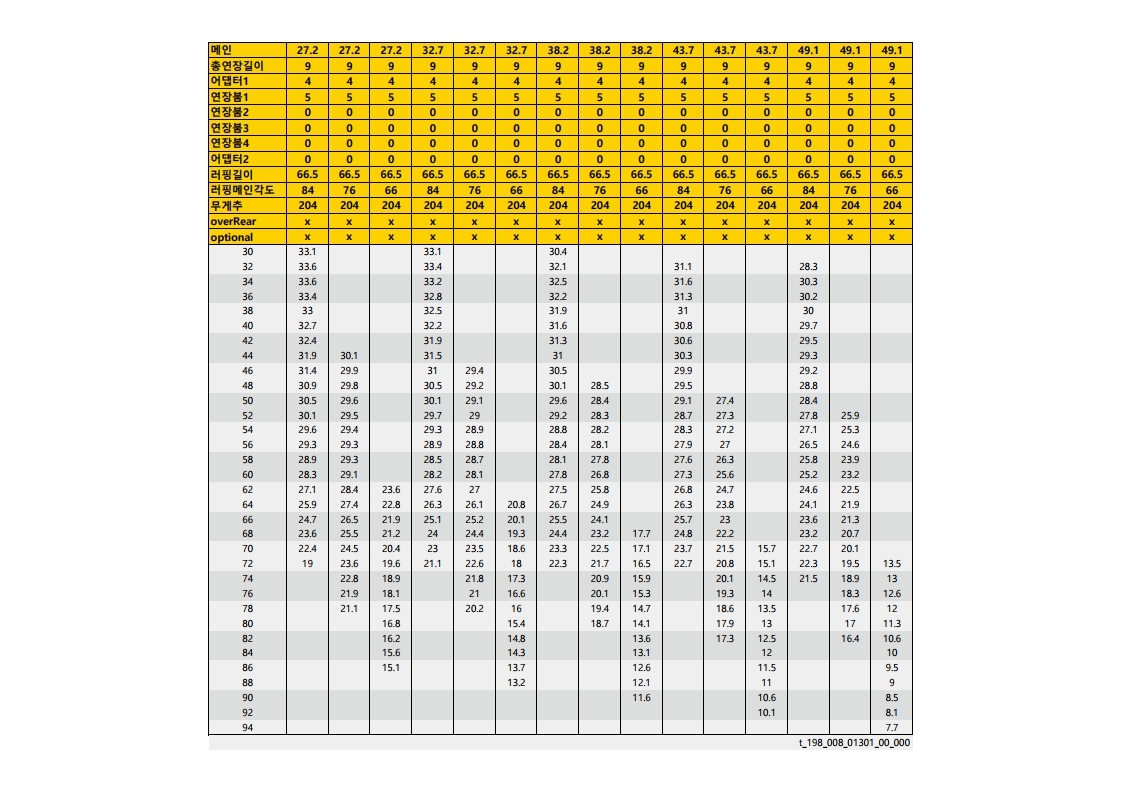 메인 27.2 27.2 27.2 32.7 32.7 32.7 38.2 38.2 38.2 43.7 43.7 43.7 49.1 49.1 49.1
총연장길이 9 9 9 9 9 9 9 9 9 9 9 9 9 9 9
어댑터1 4 4 4 4 4 4 4 4 4 4 4 4 4 4 4
연장붐1 5 5 5 5 5 5 5 5 5 5 5 5 5 5 5
연장붐2 0 0 0 0 0 0 0 0 0 0 0 0 0 0 0
연장붐3 0 0 0 0 0 0 0 0 0 0 0 0 0 0 0
연장붐4 0 0 0 0 0 0 0 0 0 0 0 0 0 0 0
어댑터2 0 0 0 0 0 0 0 0 0 0 0 0 0 0 0
러핑길이 66.5 66.5 66.5 66.5 66.5 66.5 66.5 66.5 66.5 66.5 66.5 66.5 66.5 66.5 66.5
러핑메인각도 84 76 66 84 76 66 84 76 66 84 76 66 84 76 66
무게추 204 204 204 204 204 204 204 204 204 204 204 204 204 204 204
overRear x x x x x x x x x x x x x x x
optional x x x x x x x x x x x x x x x
30 33.1 33.1 30.4
32 33.6 33.4 32.1 31.1 28.3
34 33.6 33.2 32.5 31.6 30.3
36 33.4 32.8 32.2 31.3 30.2
38 33 32.5 31.9 31 30
40 32.7 32.2 31.6 30.8 29.7
42 32.4 31.9 31.3 30.6 29.5
44 31.9 30.1 31.5 31 30.3 29.3
46 31.4 29.9 31 29.4 30.5 29.9 29.2
48 30.9 29.8 30.5 29.2 30.1 28.5 29.5 28.8
50 30.5 29.6 30.1 29.1 29.6 28.4 29.1 27.4 28.4
52 30.1 29.5 29.7 29 29.2 28.3 28.7 27.3 27.8 25.9
54 29.6 29.4 29.3 28.9 28.8 28.2 28.3 27.2 27.1 25.3
56 29.3 29.3 28.9 28.8 28.4 28.1 27.9 27 26.5 24.6
58 28.9 29.3 28.5 28.7 28.1 27.8 27.6 26.3 25.8 23.9
60 28.3 29.1 28.2 28.1 27.8 26.8 27.3 25.6 25.2 23.2
62 27.1 28.4 23.6 27.6 27 27.5 25.8 26.8 24.7 24.6 22.5
64 25.9 27.4 22.8 26.3 26.1 20.8 26.7 24.9 26.3 23.8 24.1 21.9
66 24.7 26.5 21.9 25.1 25.2 20.1 25.5 24.1 25.7 23 23.6 21.3
68 23.6 25.5 21.2 24 24.4 19.3 24.4 23.2 17.7 24.8 22.2 23.2 20.7
70 22.4 24.5 20.4 23 23.5 18.6 23.3 22.5 17.1 23.7 21.5 15.7 22.7 20.1
72 19 23.6 19.6 21.1 22.6 18 22.3 21.7 16.5 22.7 20.8 15.1 22.3 19.5 13.5
74 22.8 18.9 21.8 17.3 20.9 15.9 20.1 14.5 21.5 18.9 13
76 21.9 18.1 21 16.6 20.1 15.3 19.3 14 18.3 12.6
78 21.1 17.5 20.2 16 19.4 14.7 18.6 13.5 17.6 12
80 16.8 15.4 18.7 14.1 17.9 13 17 11.3
82 16.2 14.8 13.6 17.3 12.5 16.4 10.6
84 15.6 14.3 13.1 12 10
86 15.1 13.7 12.6 11.5 9.5
88 13.2 12.1 11 9
90 11.6 10.6 8.5
92 10.1 8.1
94 7.7
t_198_008_01301_00_000